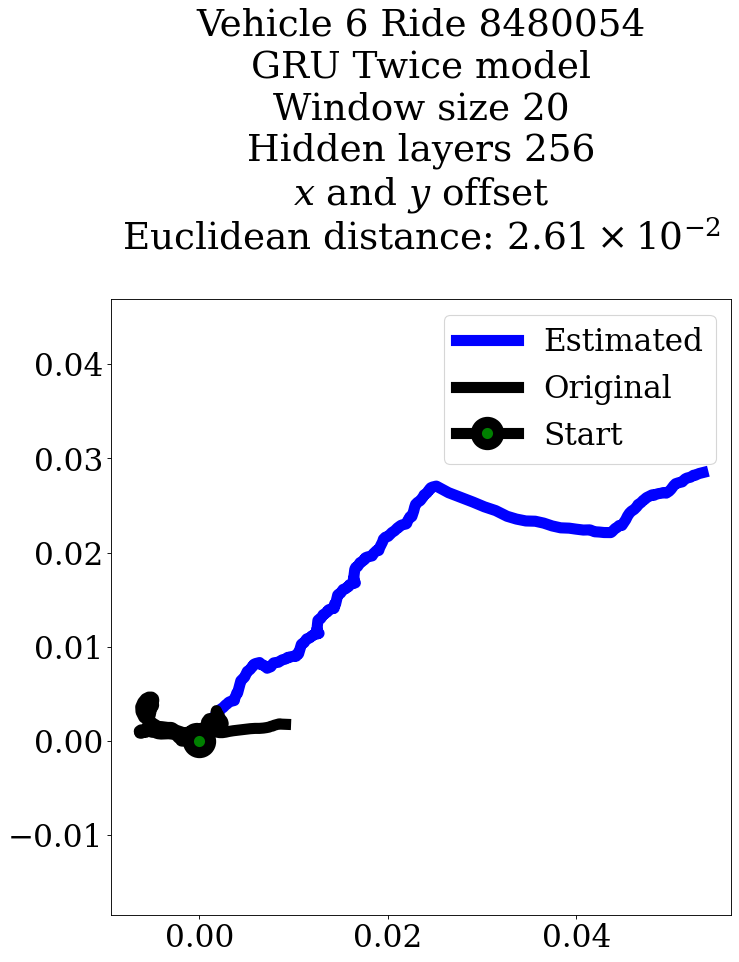 Vehicle 6 Ride 8480054
GRU Twice model
Window size 20
Hidden layers 256
x and y offset
Euclidean distance: 2.61 × 10⁻²
Estimated
Original
Start
0.04
0.03
0.02
0.01
0.00
−0.01
0.00 0.02 0.04